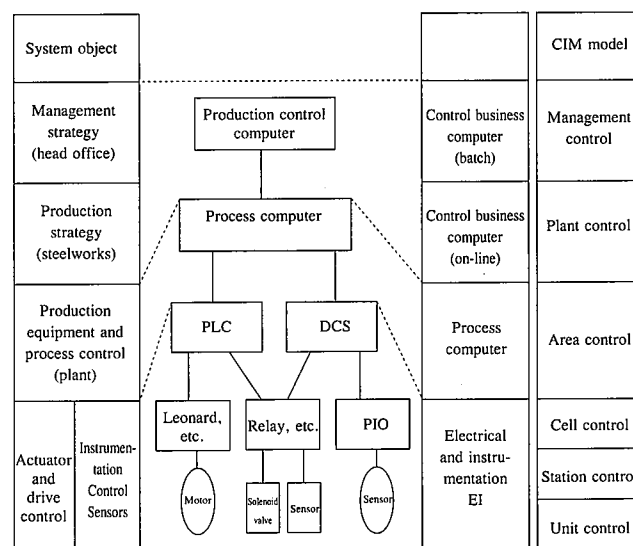 System object
CIM model
Management
strategy
(head office)
Production control
computer
Control business
computer
(batch)
Management
control
Production
strategy
(steelworks)
Process computer
Control business
computer
(on-line)
Plant control
Production
equipment and
process control
(plant)
PLC
DCS
Process
computer
Area control
Actuator
and
drive
control
Instrumen-
tation
Control
Sensors
Leonard,
etc.
Relay, etc.
PIO
Motor
Solenoid
valve
Sensor
Sensor
Electrical
and instru-
mentation
EI
Cell control
Station control
Unit control